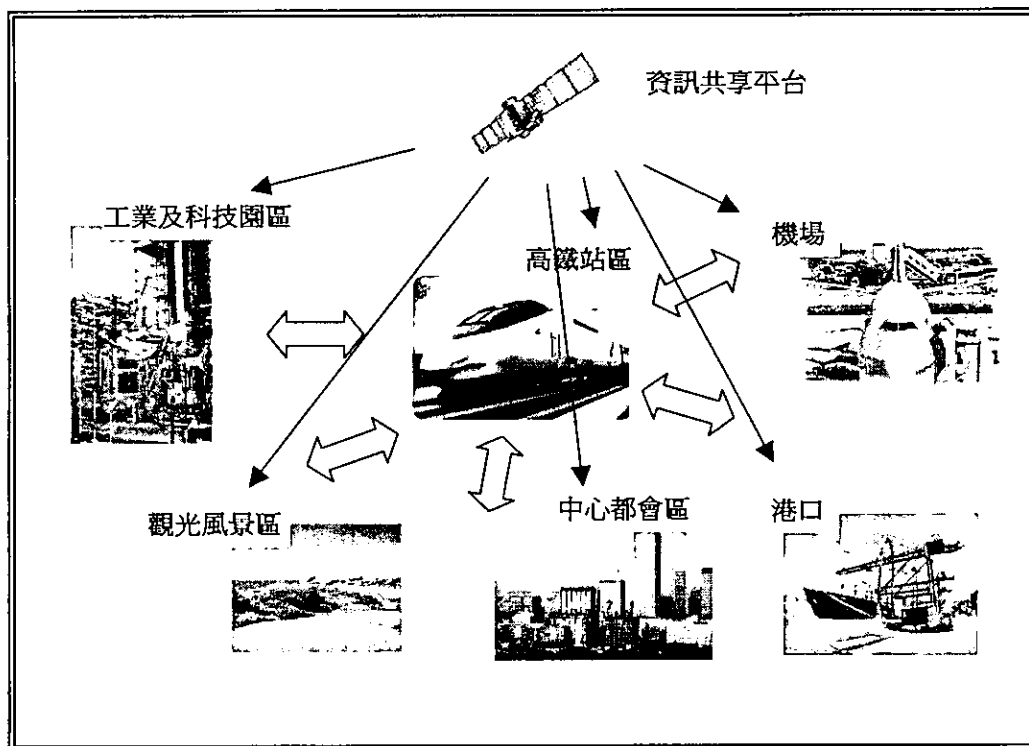 資訊共享平台
工業及科技園區
高鐵站區
機場
觀光風景區
中心都會區
港口